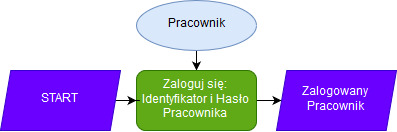 Pracownik
START
Zaloguj się:
Identyfikator i Hasło
Pracownika
Zalogowany
Pracownik